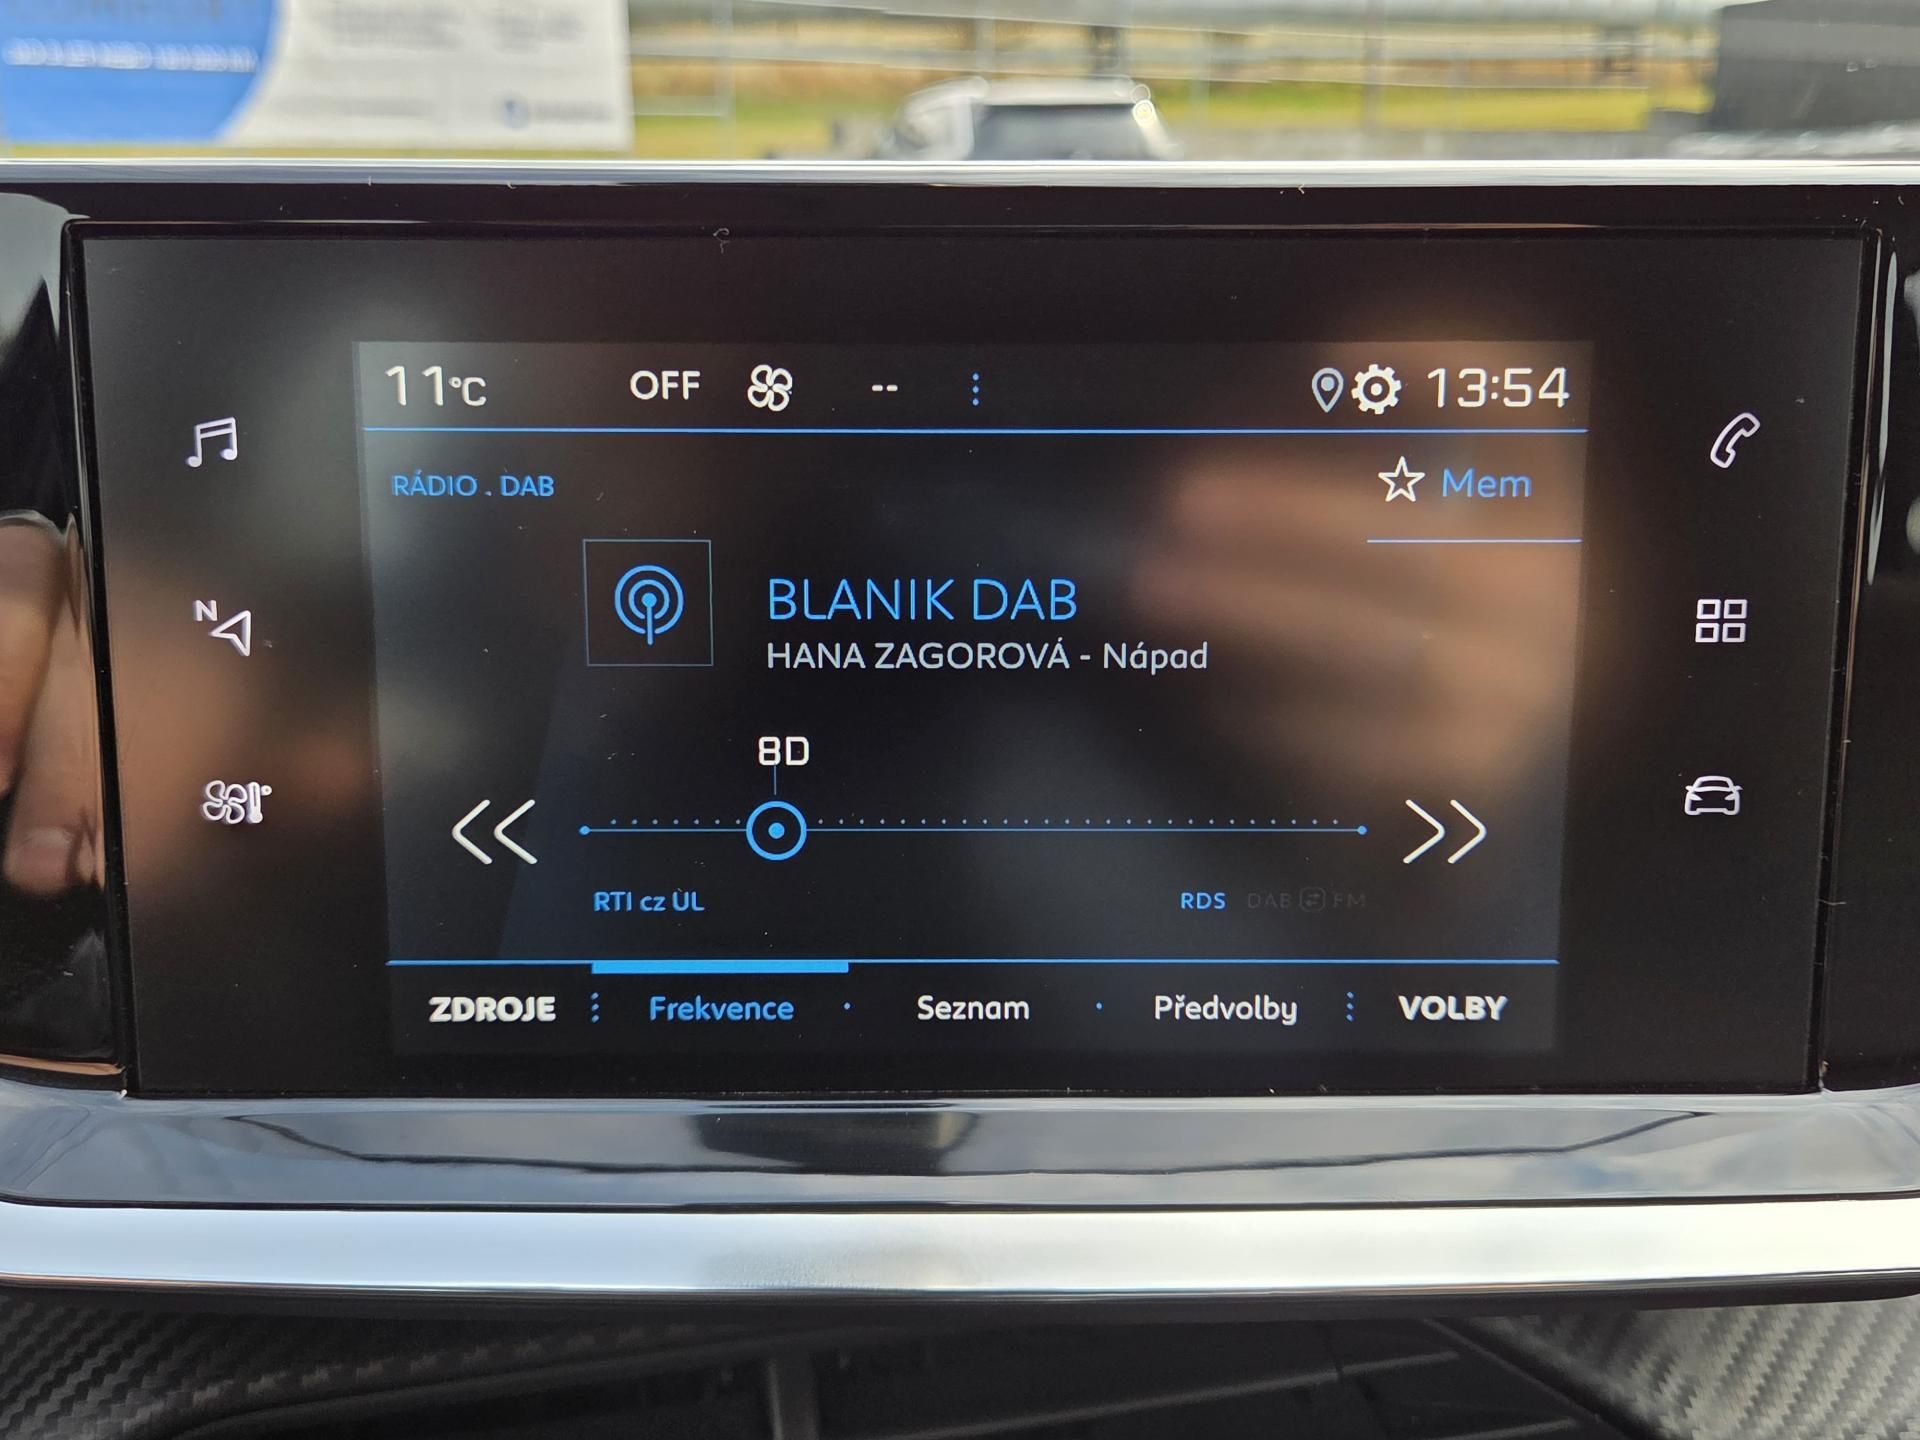 11°C OFF -- 13:54
RÁDIO . DAB
Mem
BLANIK DAB
HANA ZAGOROVÁ - Nápad
8D
N
RTI cz UL
RDS DAB FM
ZDROJE Frekvence Seznam Předvolby VOLBY